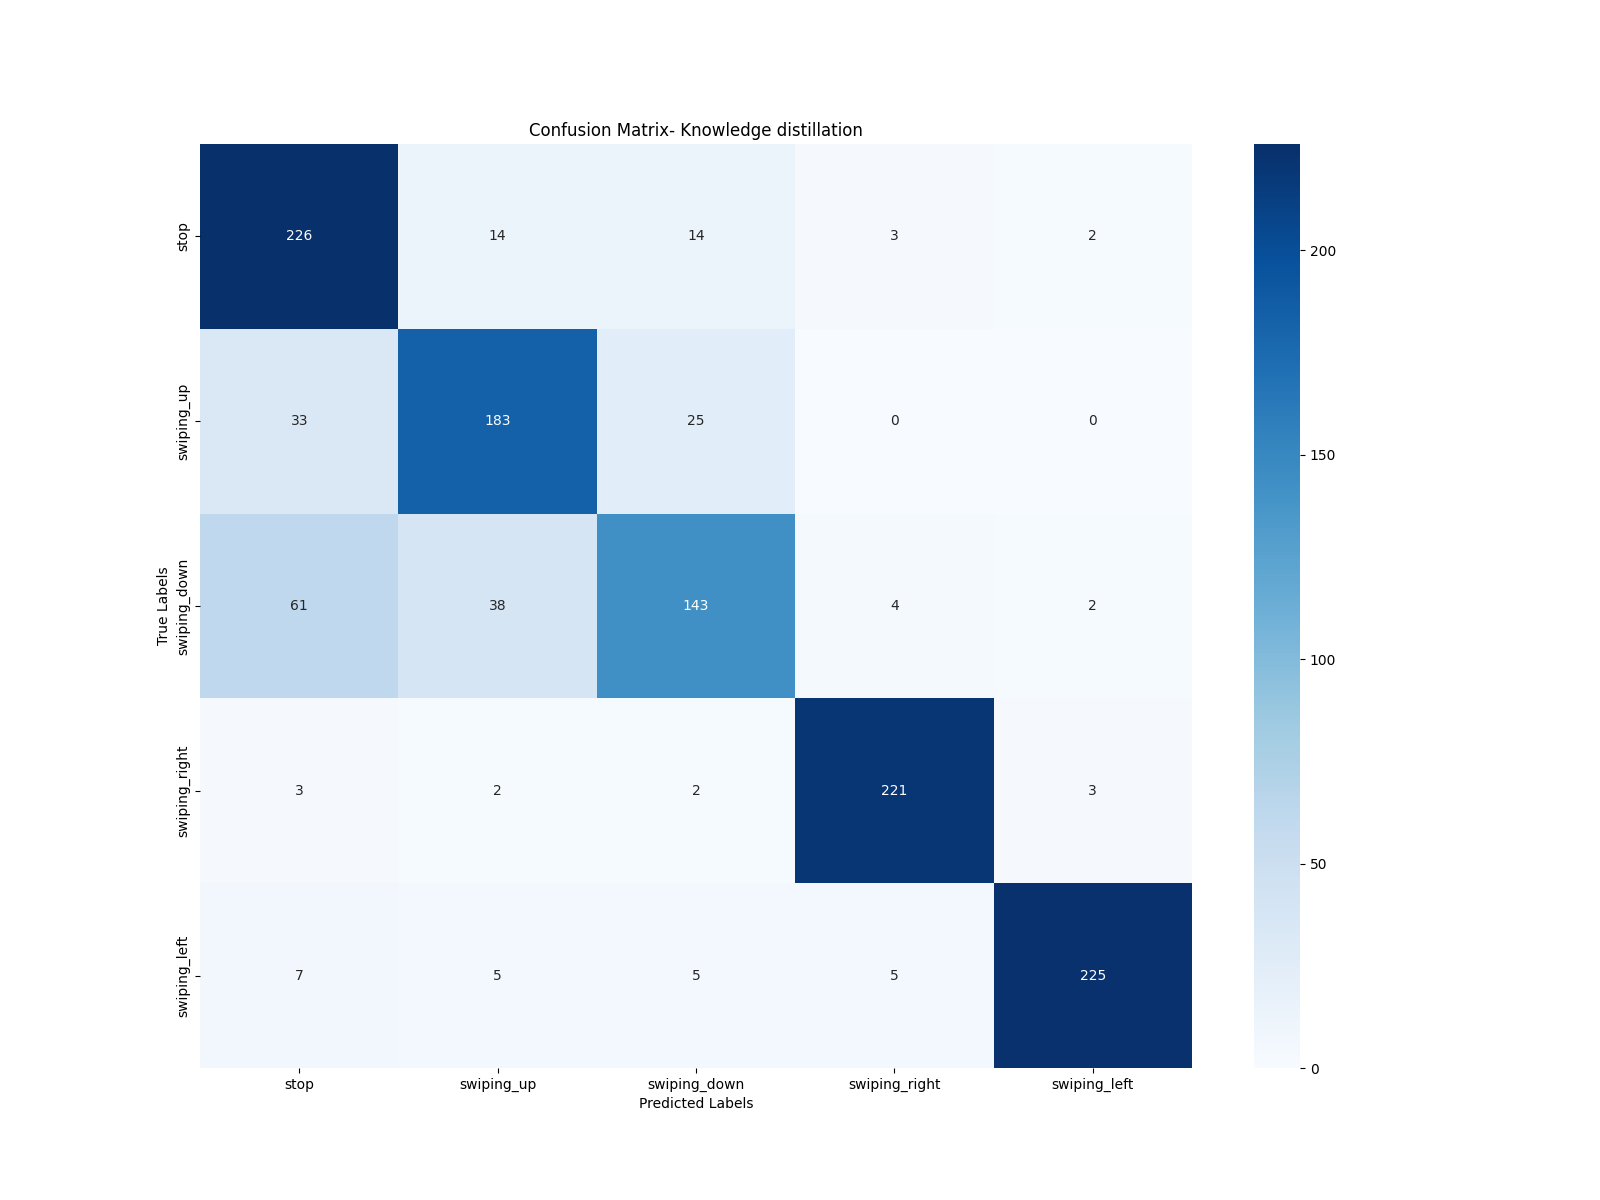 Confusion Matrix- Knowledge distillation
True Labels
stop
226 14 14 3 2
swiping_up
33 183 25 0 0
swiping_down
61 38 143 4 2
swiping_right
3 2 2 221 3
swiping_left
7 5 5 5 225
stop swiping_up swiping_down swiping_right swiping_left
Predicted Labels
200
150
100
50
0